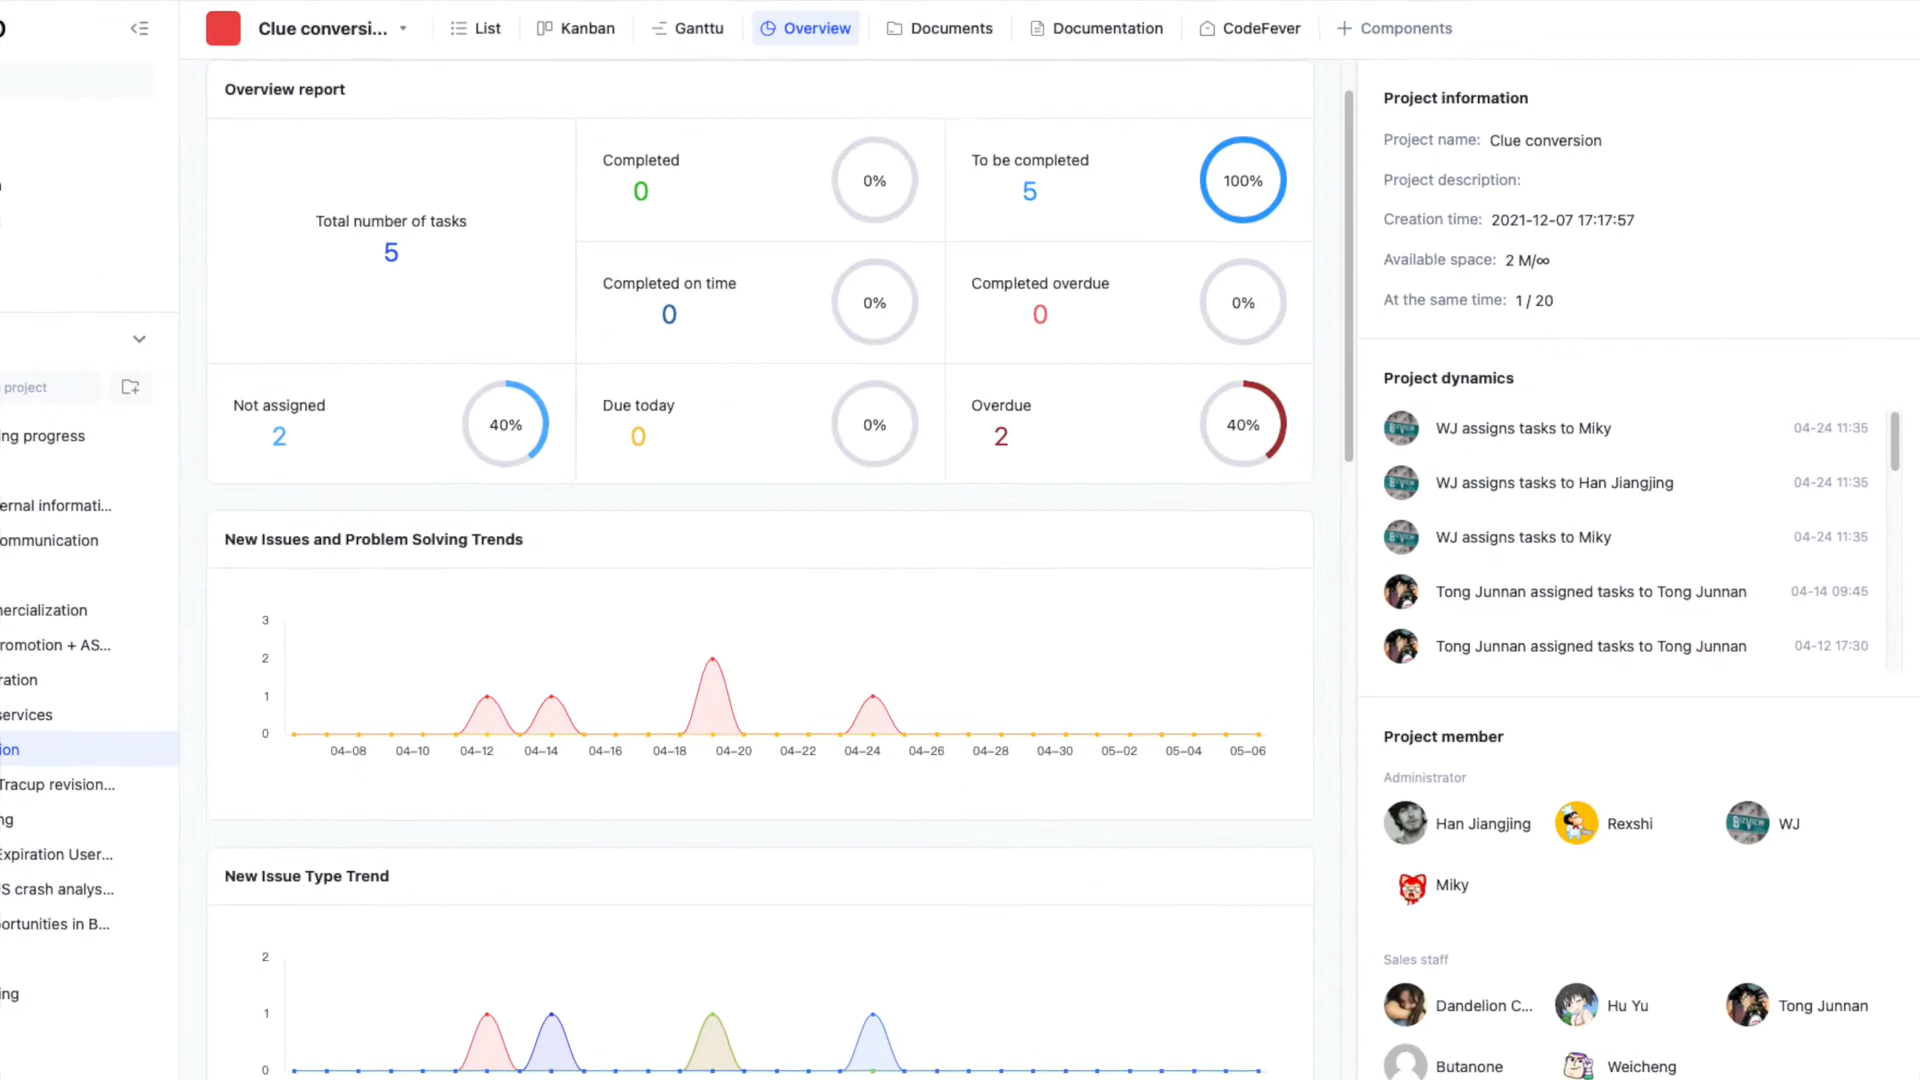 Clue conversi...
List
Kanban
Ganttu
Overview
Documents
Documentation
CodeFever
Components
project
ing progress
ernal informati...
ommunication
nercialization
romotion + AS...
ration
services
ion
Tracup revision...
ng
Expiration User...
S crash analys...
ortunities in B...
ing
Overview report
Total number of tasks
5
Completed
0
0%
To be completed
5
100%
Completed on time
0
0%
Completed overdue
0
0%
Not assigned
2
40%
Due today
0
0%
Overdue
2
40%
New Issues and Problem Solving Trends
3
2
1
0
04-08 04-10 04-12 04-14 04-16 04-18 04-20 04-22 04-24 04-26 04-28 04-30 05-02 05-04 05-06
New Issue Type Trend
2
1
0
Project information
Project name: Clue conversion
Project description:
Creation time: 2021-12-07 17:17:57
Available space: 2 M/∞
At the same time: 1 / 20
Project dynamics
WJ assigns tasks to Miky 04-24 11:35
WJ assigns tasks to Han Jiangjing 04-24 11:35
WJ assigns tasks to Miky 04-24 11:35
Tong Junnan assigned tasks to Tong Junnan 04-14 09:45
Tong Junnan assigned tasks to Tong Junnan 04-12 17:30
Project member
Administrator
Han Jiangjing
Rexshi
WJ
Miky
Sales staff
Dandelion C...
Hu Yu
Tong Junnan
Butanone
Weicheng